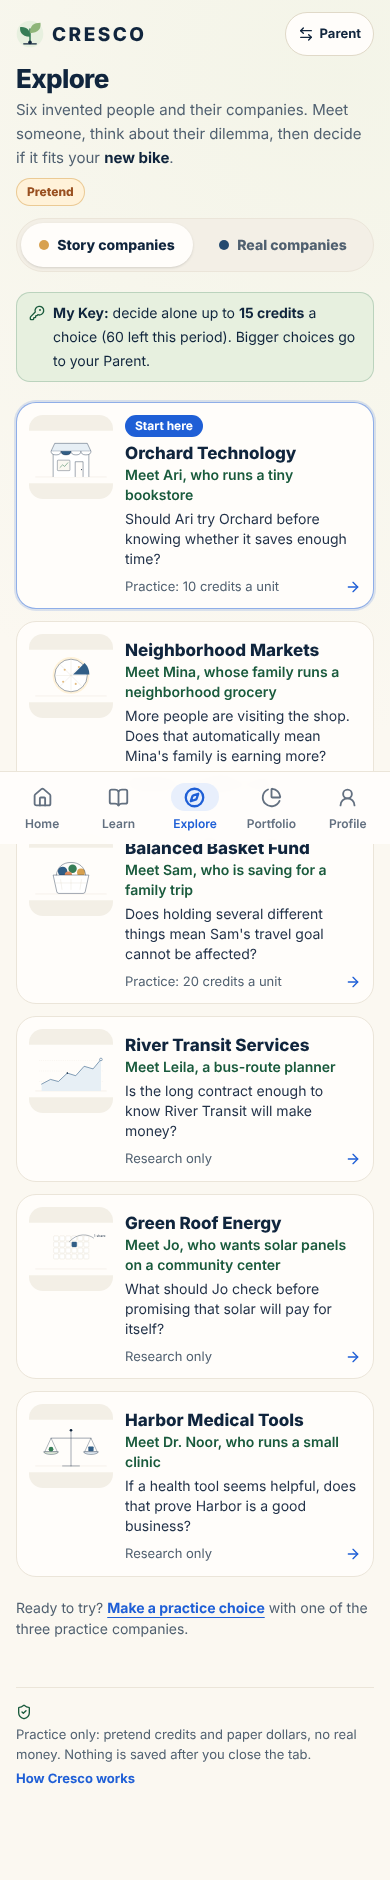 CRESCO
Parent
Explore
Six invented people and their companies. Meet
someone, think about their dilemma, then decide
if it fits your new bike.
Pretend
Story companies
Real companies
My Key: decide alone up to 15 credits a
choice (60 left this period). Bigger choices go
to your Parent.
Start here
Orchard Technology
Meet Ari, who runs a tiny
bookstore
Should Ari try Orchard before
knowing whether it saves enough
time?
Practice: 10 credits a unit
Neighborhood Markets
Meet Mina, whose family runs a
neighborhood grocery
More people are visiting the shop.
Does that automatically mean
Mina's family is earning more?
Home
Learn
Explore
Portfolio
Profile
Balanced Basket Fund
Meet Sam, who is saving for a
family trip
Does holding several different
things mean Sam's travel goal
cannot be affected?
Practice: 20 credits a unit
River Transit Services
Meet Leila, a bus-route planner
Is the long contract enough to
know River Transit will make
money?
Research only
Green Roof Energy
Meet Jo, who wants solar panels
on a community center
What should Jo check before
promising that solar will pay for
itself?
Research only
Harbor Medical Tools
Meet Dr. Noor, who runs a small
clinic
If a health tool seems helpful, does
that prove Harbor is a good
business?
Research only
Ready to try? Make a practice choice with one of the
three practice companies.
Practice only: pretend credits and paper dollars, no real
money. Nothing is saved after you close the tab.
How Cresco works